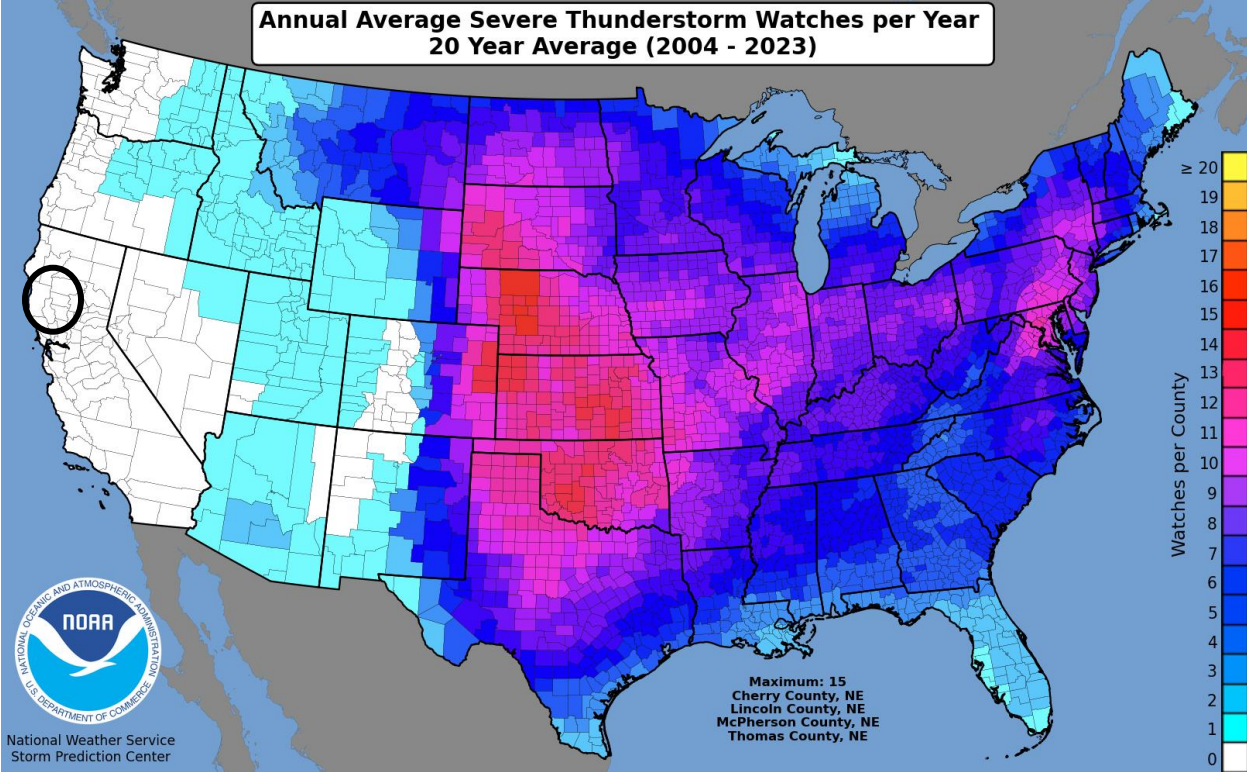 Annual Average Severe Thunderstorm Watches per Year
20 Year Average (2004 - 2023)
≥ 20
19
18
17
16
15
14
13
12
11
10
9
8
7
6
5
4
3
2
1
0
Watches per County
Maximum: 15
Cherry County, NE
Lincoln County, NE
McPherson County, NE
Thomas County, NE
NATIONAL OCEANIC AND ATMOSPHERIC ADMINISTRATION
NOAA
U.S. DEPARTMENT OF COMMERCE
National Weather Service
Storm Prediction Center